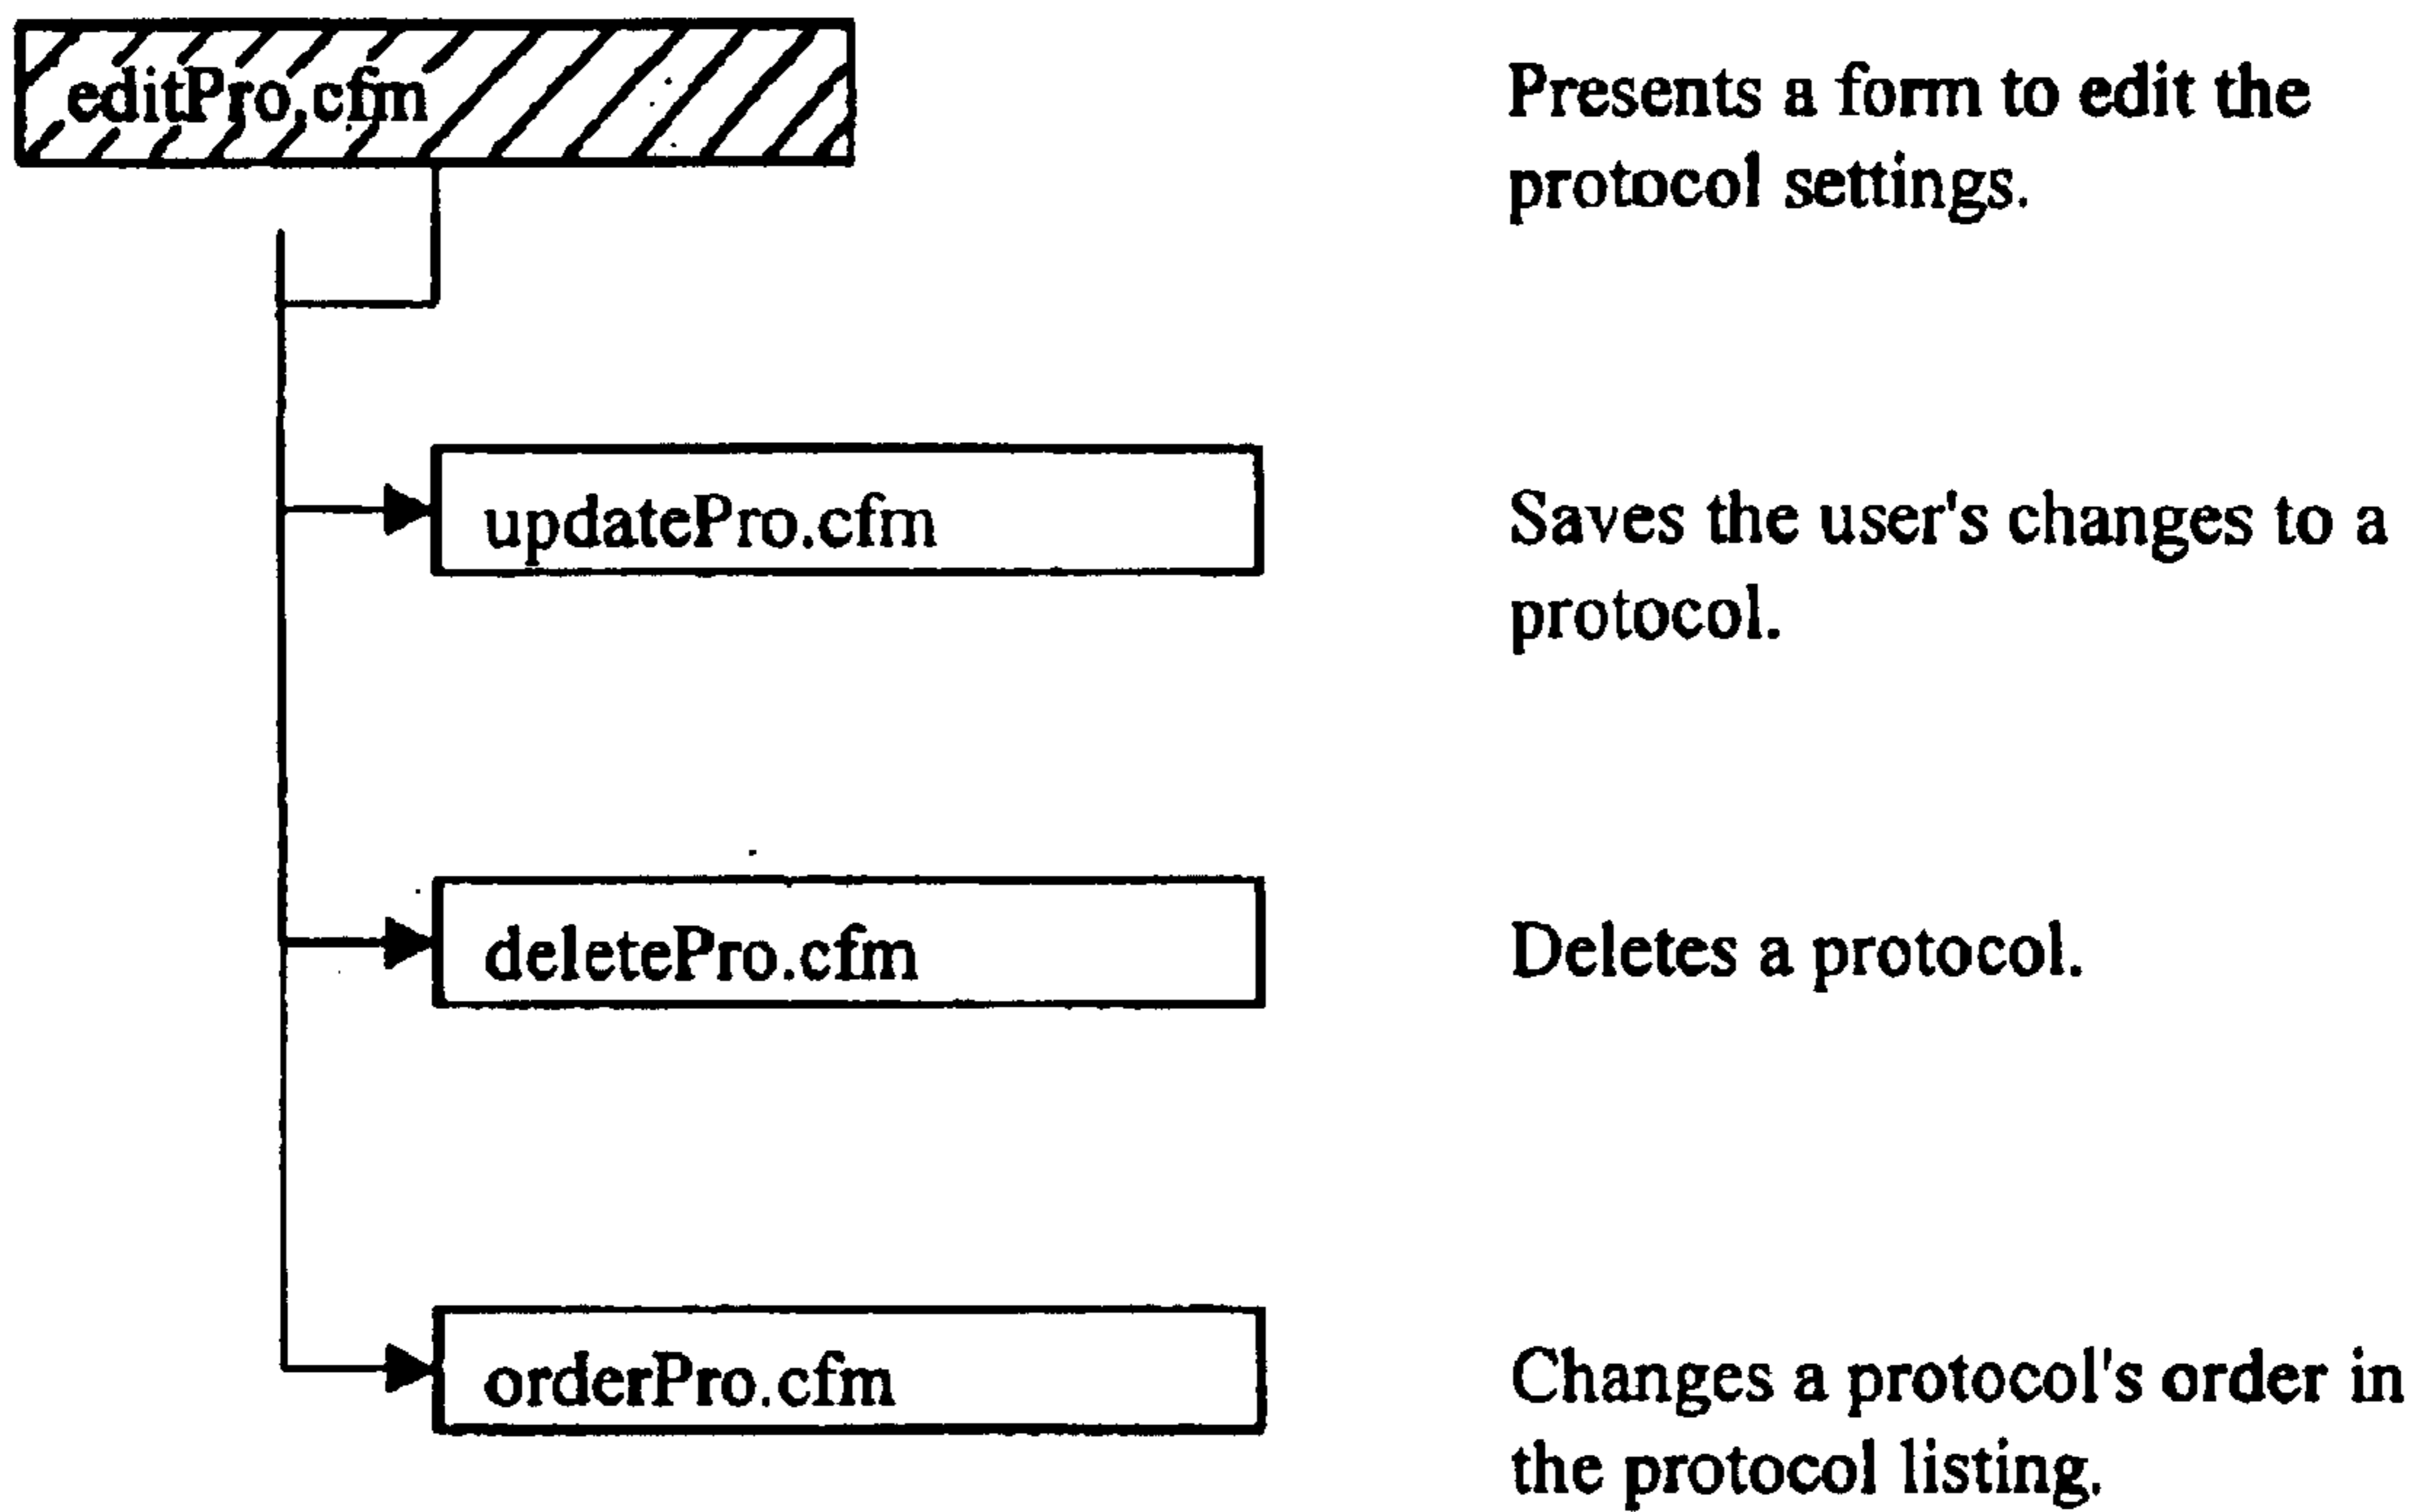 editPro.cfm
Presents a form to edit the
protocol settings.
updatePro.cfm
Saves the user's changes to a
protocol.
deletePro.cfm
Deletes a protocol.
orderPro.cfm
Changes a protocol's order in
the protocol listing.